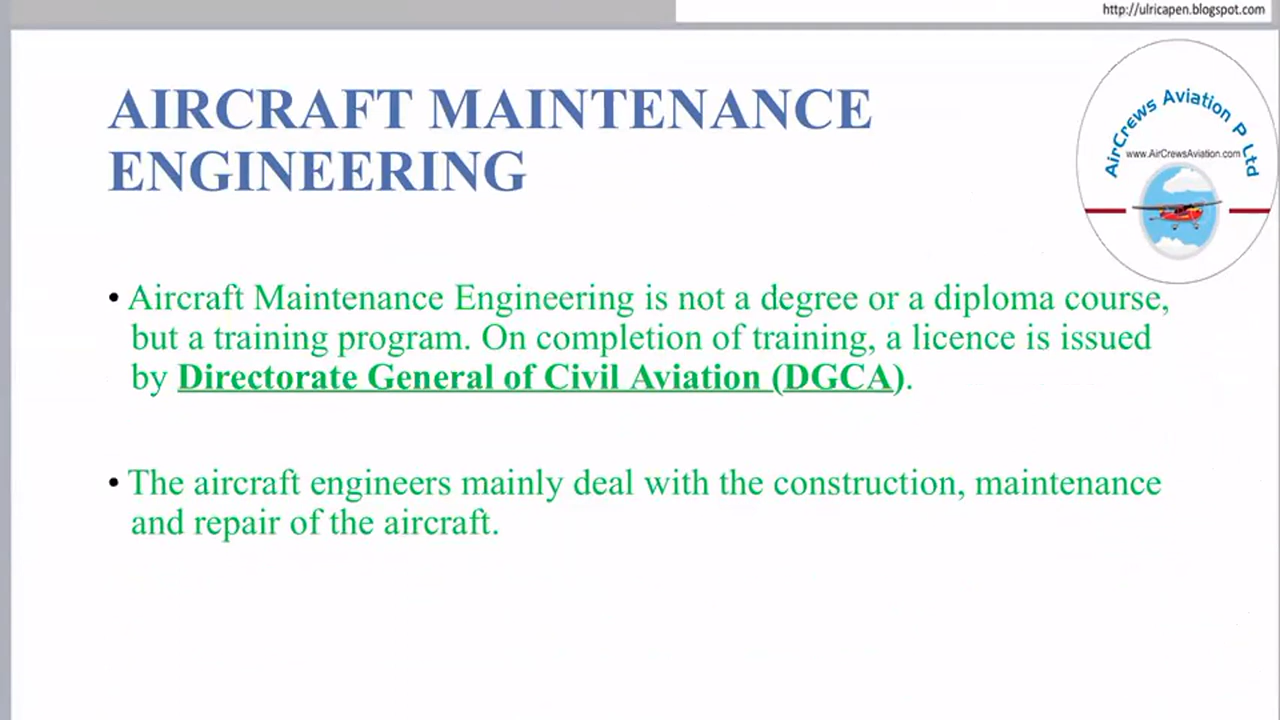 http://ulricapen.blogspot.com
AirCrews Aviation P Ltd
www.AirCrewsAviation.com
AIRCRAFT MAINTENANCE
ENGINEERING
• Aircraft Maintenance Engineering is not a degree or a diploma course,
but a training program. On completion of training, a licence is issued
by Directorate General of Civil Aviation (DGCA).
• The aircraft engineers mainly deal with the construction, maintenance
and repair of the aircraft.